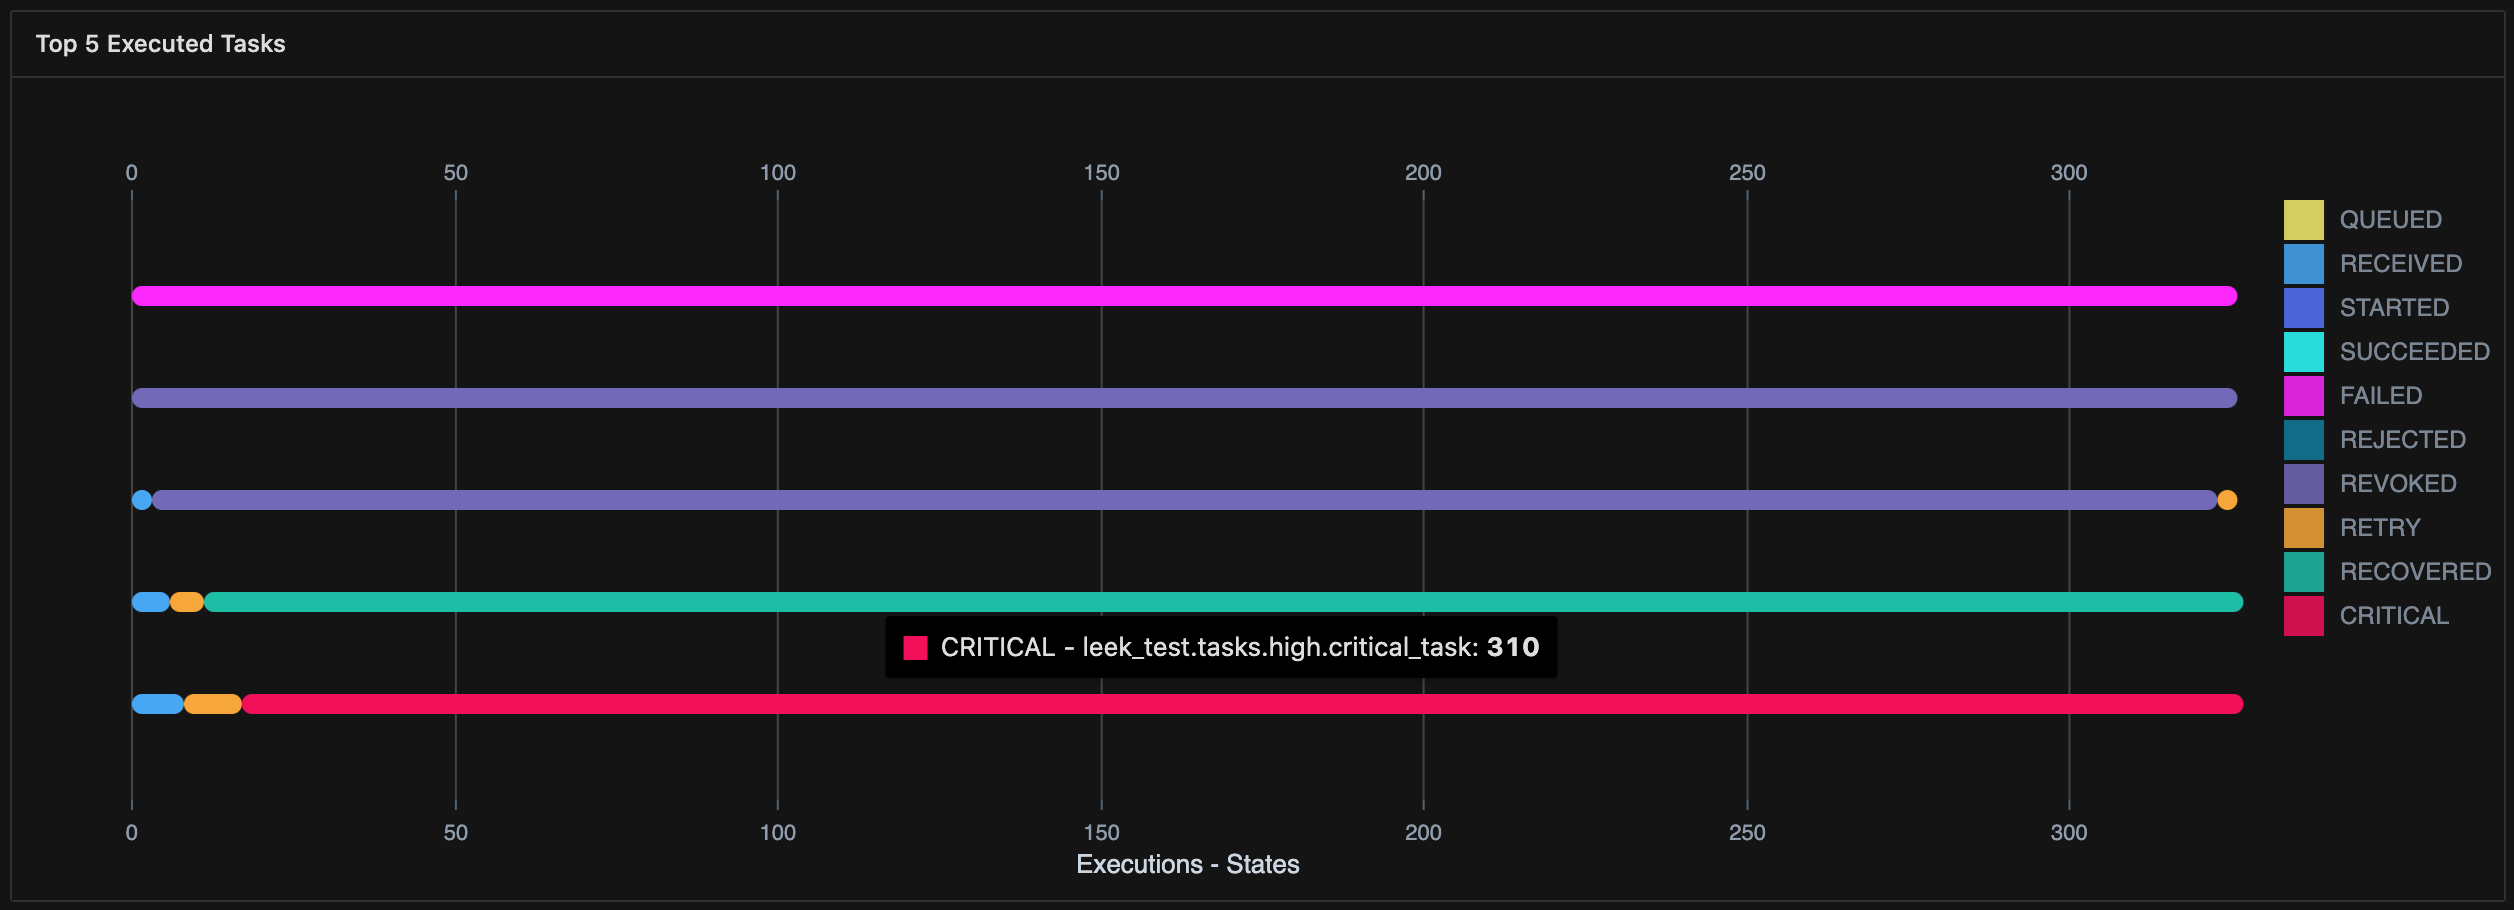 Top 5 Executed Tasks
0 50 100 150 200 250 300
QUEUED
RECEIVED
STARTED
SUCCEEDED
FAILED
REJECTED
REVOKED
RETRY
RECOVERED
CRITICAL
CRITICAL - leek_test.tasks.high.critical_task: 310
0 50 100 150 200 250 300
Executions - States